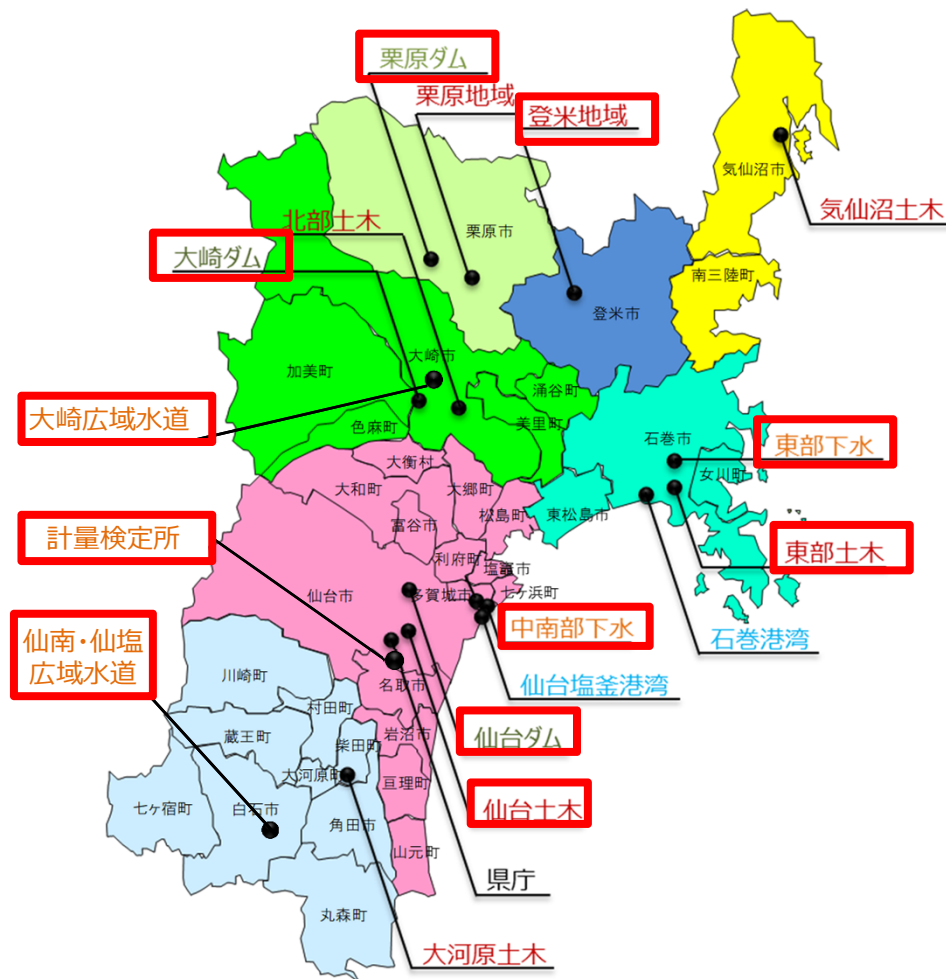 栗原ダム
栗原地域
登米地域
気仙沼市
気仙沼土木
北部土木
栗原市
大崎ダム
南三陸町
登米市
大崎市
加美町
涌谷町
大崎広域水道
色麻町
美里町
石巻市
東部下水
女川町
大衡村
大和町
大郷町
松島町
東松島市
富谷市
計量検定所
利府町
塩竈市
東部土木
仙台市
多賀城市
七ヶ浜町
中南部下水
石巻港湾
仙南・仙塩
広域水道
川崎町
名取市
仙台塩釜港湾
村田町
蔵王町
柴田町
岩沼市
仙台ダム
大河原町
亘理町
七ヶ宿町
白石市
角田市
仙台土木
山元町
県庁
丸森町
大河原土木